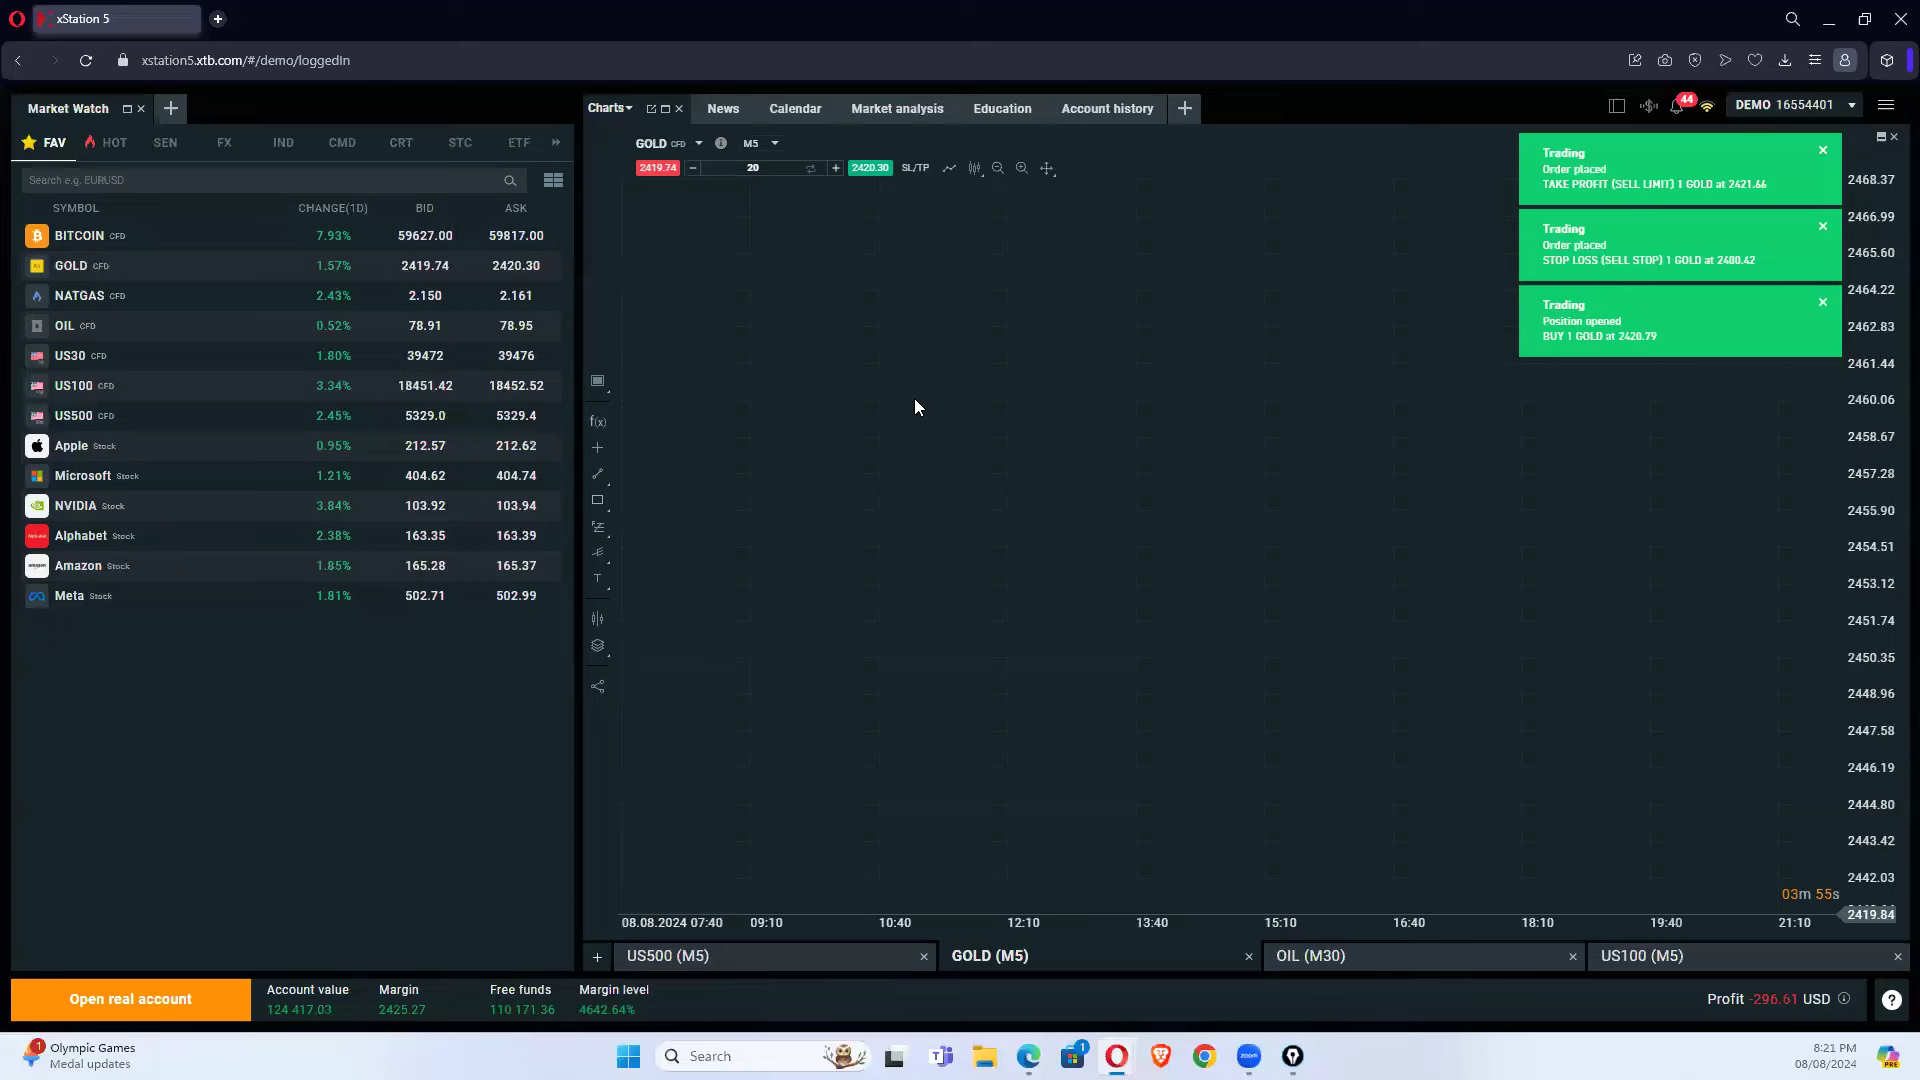 xStation 5
xstation5.xtb.com/#/demo/loggedIn
Market Watch
Charts
News
Calendar
Market analysis
Education
Account history
44
DEMO 16554401
FAV
HOT
SEN
FX
IND
CMD
CRT
STC
ETF
Search e.g. EURUSD
SYMBOL CHANGE(1D) BID ASK
BITCOIN CFD 7.93% 59627.00 59817.00
GOLD CFD 1.57% 2419.74 2420.30
NATGAS CFD 2.43% 2.150 2.161
OIL CFD 0.52% 78.91 78.95
US30 CFD 1.80% 39472 39476
US100 CFD 3.34% 18451.42 18452.52
US500 CFD 2.45% 5329.0 5329.4
Apple Stock 0.95% 212.57 212.62
Microsoft Stock 1.21% 404.62 404.74
NVIDIA Stock 3.84% 103.92 103.94
Alphabet Stock 2.38% 163.35 163.39
Amazon Stock 1.85% 165.28 165.37
Meta Stock 1.81% 502.71 502.99
GOLD CFD M5
2419.74 20 2420.30 SL/TP
f(x)
T
Trading
Order placed
TAKE PROFIT (SELL LIMIT) 1 GOLD at 2421.66
Trading
Order placed
STOP LOSS (SELL STOP) 1 GOLD at 2400.42
Trading
Position opened
BUY 1 GOLD at 2420.79
2468.37
2466.99
2465.60
2464.22
2462.83
2461.44
2460.06
2458.67
2457.28
2455.90
2454.51
2453.12
2451.74
2450.35
2448.96
2447.58
2446.19
2444.80
2443.42
2442.03
03m 55s
2419.84
08.08.2024 07:40 09:10 10:40 12:10 13:40 15:10 16:40 18:10 19:40 21:10
US500 (M5)
GOLD (M5)
OIL (M30)
US100 (M5)
Open real account
Account value Margin Free funds Margin level
124 417.03 2425.27 110 171.36 4642.64%
Profit -296.61 USD
1
Olympic Games
Medal updates
Search
1
zoom
PRE
8:21 PM
08/08/2024